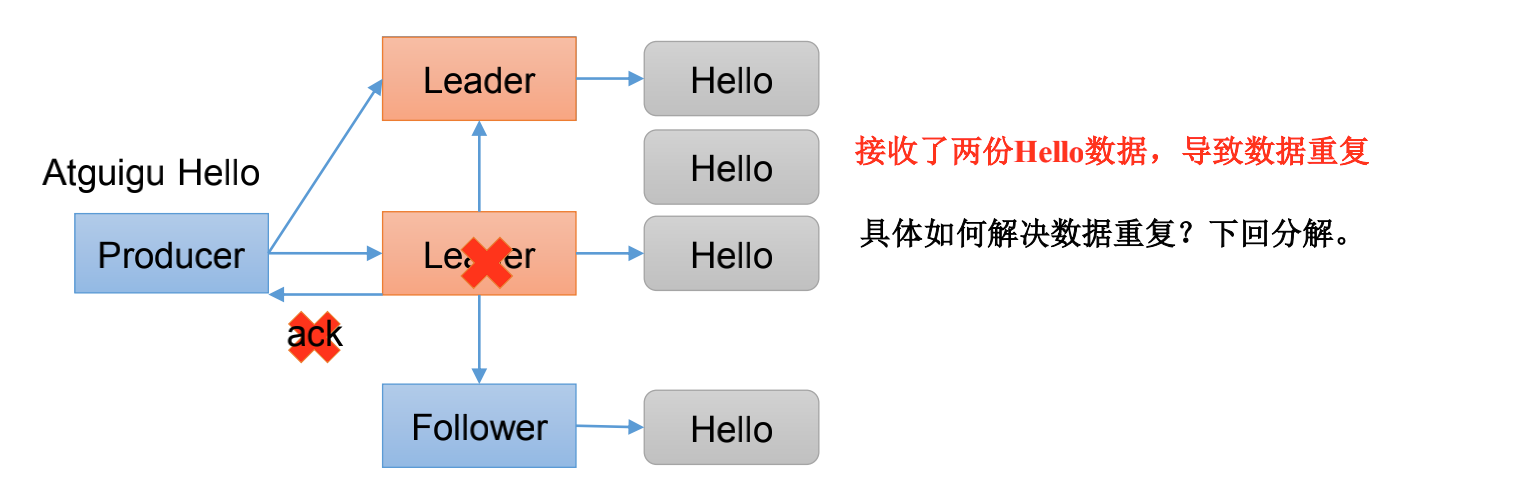 Leader
Hello
Hello
接收了两份Hello数据，导致数据重复
Atguigu Hello
具体如何解决数据重复？下回分解。
Producer
Leader
Hello
ack
Follower
Hello